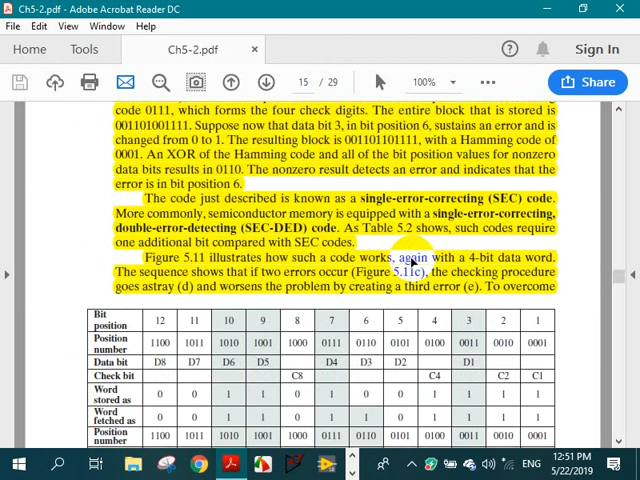 Ch5-2.pdf - Adobe Acrobat Reader DC
File Edit View Window Help
Home Tools Ch5-2.pdf × Sign In
15 / 29 100% Share
code 0111, which forms the four check digits. The entire block that is stored is
001101001111. Suppose now that data bit 3, in bit position 6, sustains an error and is
changed from 0 to 1. The resulting block is 001101101111, with a Hamming code of
0001. An XOR of the Hamming code and all of the bit position values for nonzero
data bits results in 0110. The nonzero result detects an error and indicates that the
error is in bit position 6.
The code just described is known as a single-error-correcting (SEC) code.
More commonly, semiconductor memory is equipped with a single-error-correcting,
double-error-detecting (SEC-DED) code. As Table 5.2 shows, such codes require
one additional bit compared with SEC codes.
Figure 5.11 illustrates how such a code works, again with a 4-bit data word.
The sequence shows that if two errors occur (Figure 5.11c), the checking procedure
goes astray (d) and worsens the problem by creating a third error (e). To overcome
Bit position 12 11 10 9 8 7 6 5 4 3 2 1
Position number 1100 1011 1010 1001 1000 0111 0110 0101 0100 0011 0010 0001
Data bit D8 D7 D6 D5 D4 D3 D2 D1
Check bit C8 C4 C2 C1
Word stored as 0 0 1 1 0 1 0 0 1 1 1 1
Word fetched as 0 0 1 1 0 1 1 0 1 1 1 1
Position number 1100 1011 1010 1001 1000 0111 0110 0101 0100 0011 0010 0001
ENG
12:51 PM
5/22/2019